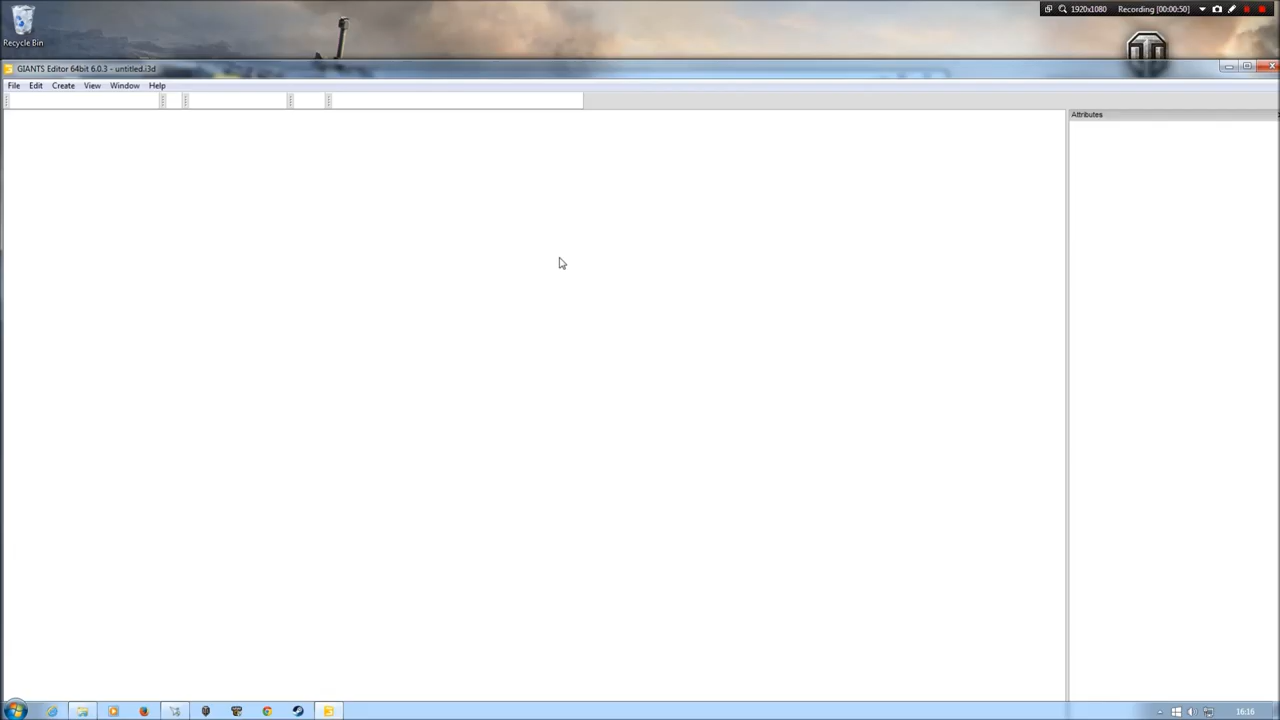 1920x1080 Recording [00:00:50]
Recycle Bin
GIANTS Editor 64bit 6.0.3 - untitled.i3d
File Edit Create View Window Help
Attributes
16:16